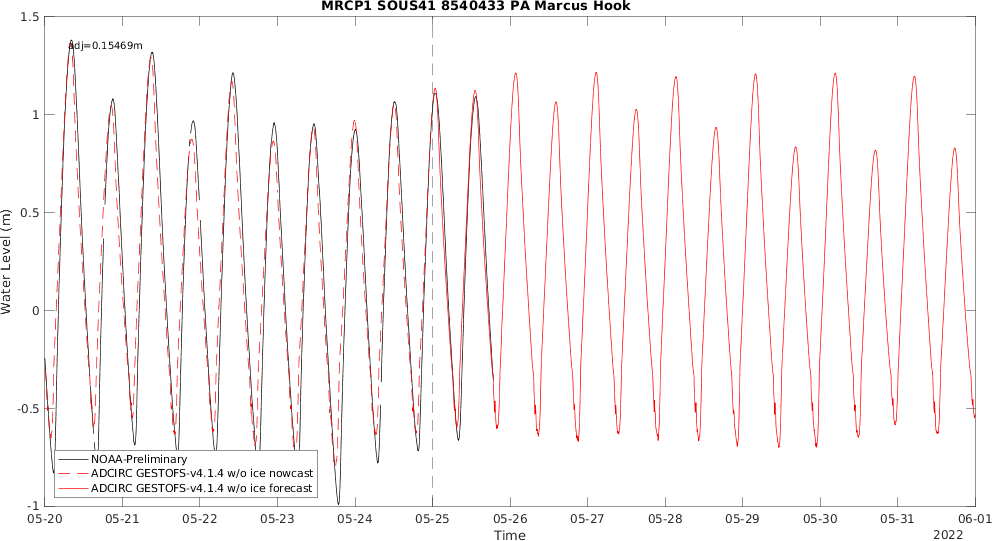 MRCP1 SOUS41 8540433 PA Marcus Hook
1.5
1
0.5
0
-0.5
-1
Water Level (m)
adj=0.15469m
NOAA-Preliminary
ADCIRC GESTOFS-v4.1.4 w/o ice nowcast
ADCIRC GESTOFS-v4.1.4 w/o ice forecast
05-20 05-21 05-22 05-23 05-24 05-25 05-26 05-27 05-28 05-29 05-30 05-31 06-01
Time
2022